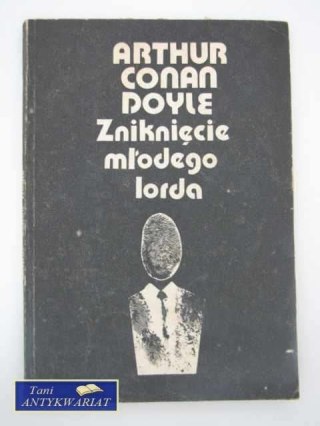 ARTHUR
CONAN
DOYLE
Zniknięcie
młodego
lorda
Tani
ANTYKWARIAT